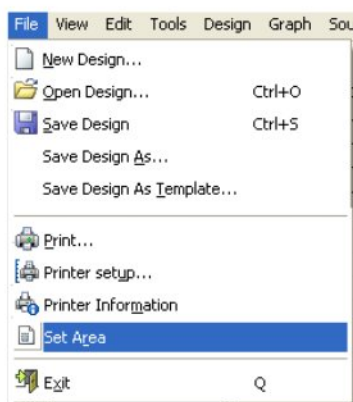 File View Edit Tools Design Graph Sou
New Design...
Open Design... Ctrl+O
Save Design Ctrl+S
Save Design As...
Save Design As Template...
Print...
Printer setup...
Printer Information
Set Area
Exit Q